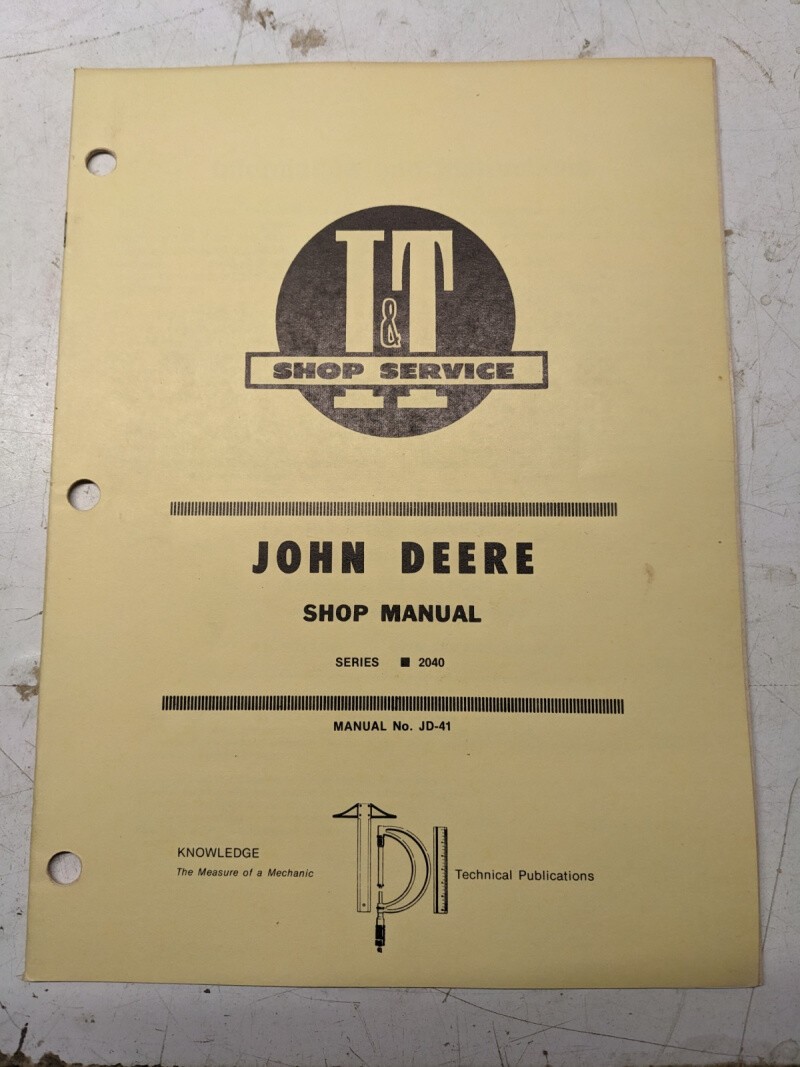 I&T
SHOP SERVICE
JOHN DEERE
SHOP MANUAL
SERIES ■ 2040
MANUAL No. JD-41
KNOWLEDGE
The Measure of a Mechanic
TDI
Technical Publications